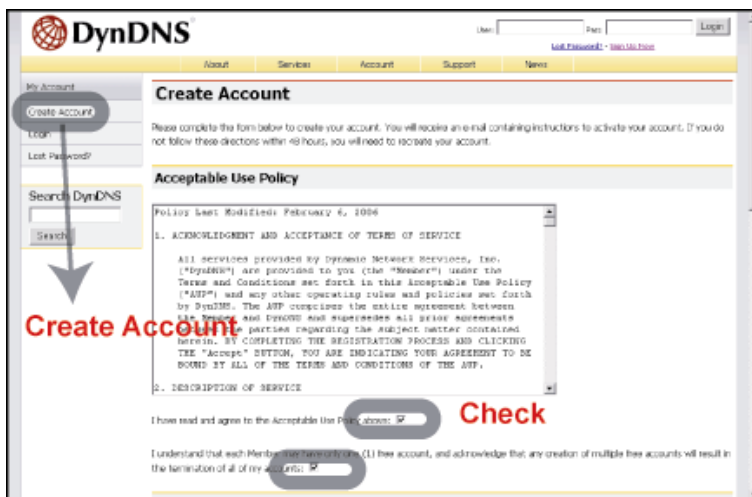 DynDNS
User: Pass: Login
Lost Password? - Sign Up Now
About Services Account Support News
My Account
Create Account
Login
Lost Password?
Search DynDNS
Search
Create Account
Create Account
Please complete the form below to create your account. You will receive an e-mail containing instructions to activate your account. If you do
not follow these directions within 48 hours, you will need to recreate your account.
Acceptable Use Policy
Policy Last Modified: February 6, 2006
1. ACKNOWLEDGMENT AND ACCEPTANCE OF TERMS OF SERVICE
All services provided by Dynamic Network Services, Inc.
("DynDNS") are provided to you (the "Member") under the
Terms and Conditions set forth in this Acceptable Use Policy
("AUP") and any other operating rules and policies set forth
by DynDNS. The AUP comprises the entire agreement between
the Member and DynDNS and supersedes all prior agreements
the parties regarding the subject matter contained
herein. BY COMPLETING THE REGISTRATION PROCESS AND CLICKING
THE "Accept" BUTTON, YOU ARE INDICATING YOUR AGREEMENT TO BE
BOUND BY ALL OF THE TERMS AND CONDITIONS OF THE AUP.
2. DESCRIPTION OF SERVICE
I have read and agree to the Acceptable Use Policy above:
Check
I understand that each Member may have only one (1) free account, and acknowledge that any creation of multiple free accounts will result in
the termination of all of my accounts: